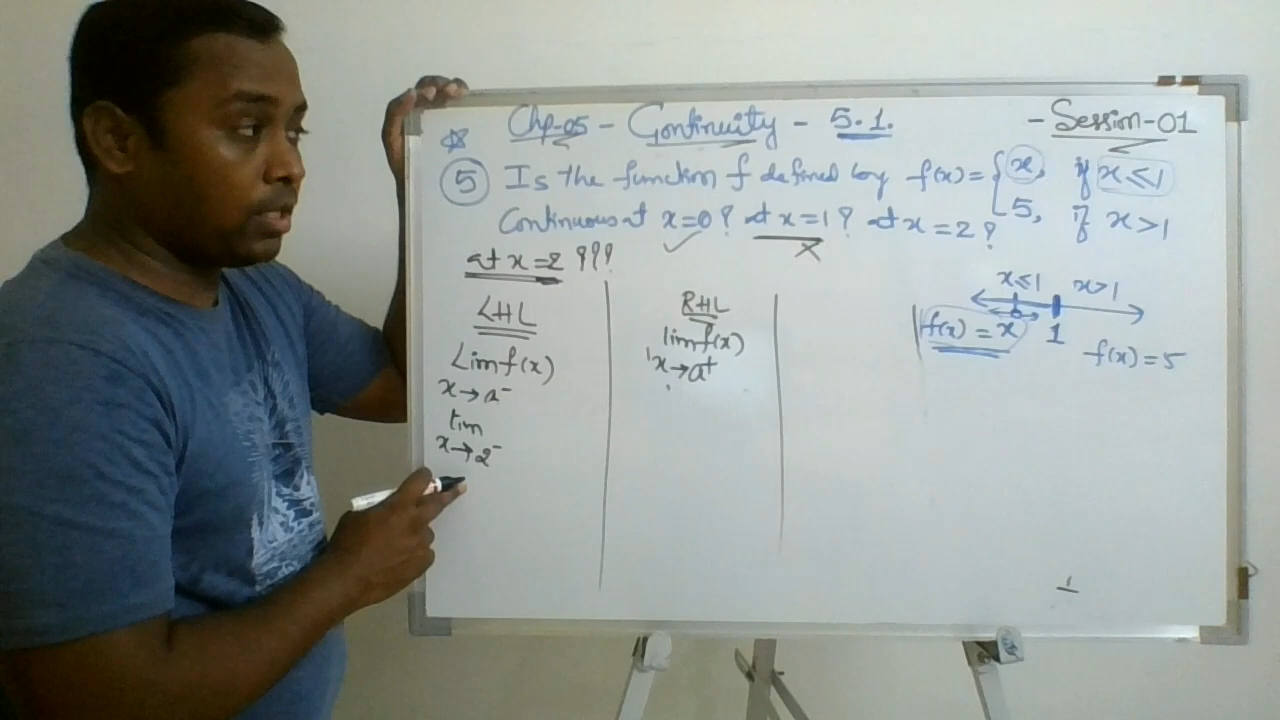 Chp-05 - Continuity - 5.1. - Session-01
⑤ Is the function f defined by f(x) = { x, if x ≤ 1
5, if x > 1
Continuous at x=0? at x=1? at x=2?
at x=2 ???
LHL
Lim f(x)
x→a⁻
lim
x→2⁻
RHL
lim f(x)
x→a⁺
x≤1 x>1
f(x) = x 1
f(x) = 5